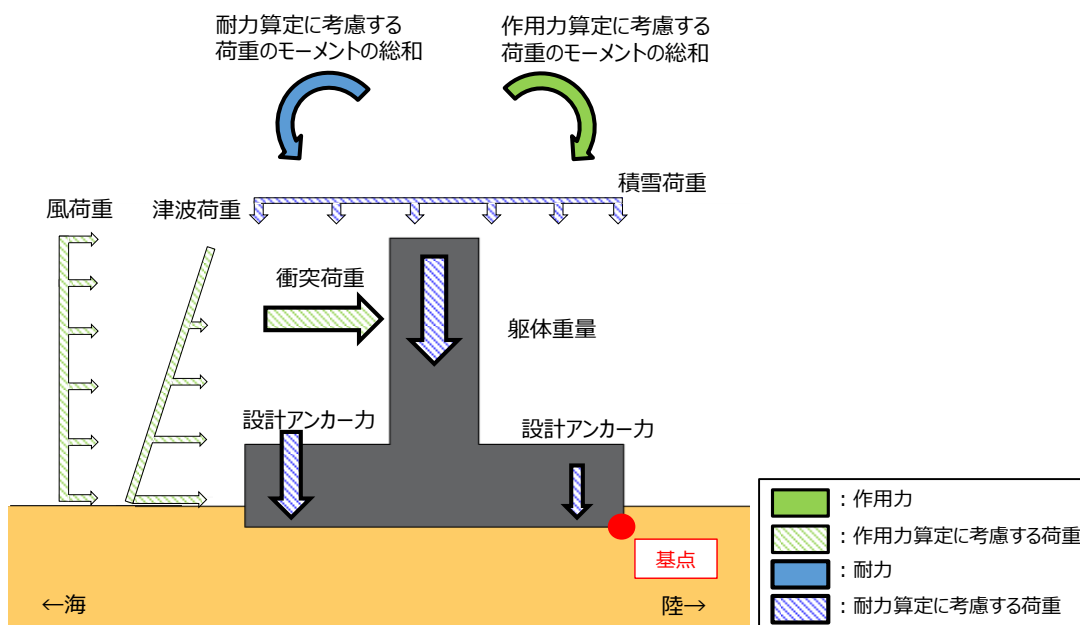 耐力算定に考慮する
荷重のモーメントの総和
作用力算定に考慮する
荷重のモーメントの総和
積雪荷重
風荷重
津波荷重
衝突荷重
躯体重量
設計アンカー力
設計アンカー力
基点
←海
陸→
：作用力
：作用力算定に考慮する荷重
：耐力
：耐力算定に考慮する荷重